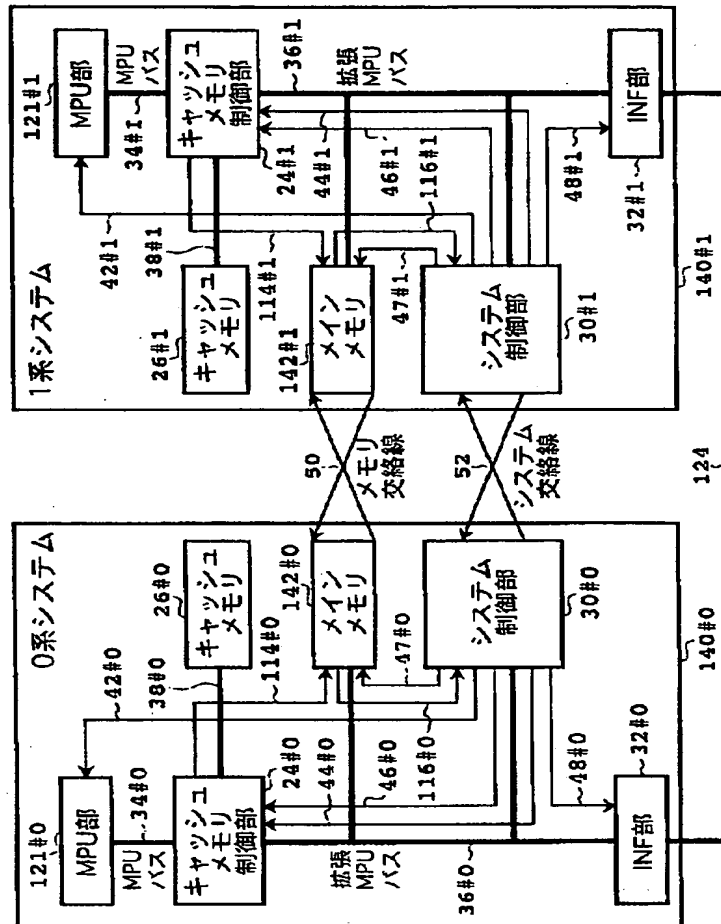 0系システム
121#0
MPU部
34#0
MPU
バス
42#0
キャッシュ
メモリ
制御部
24#0
38#0
26#0
キャッシュ
メモリ
114#0
142#0
メイン
メモリ
44#0
46#0
116#0
47#0
拡張
MPU
バス
36#0
システム
制御部
30#0
48#0
32#0
INF部
140#0
50
メモリ
交絡線
52
システム
交絡線
124
1系システム
121#1
MPU部
34#1
MPU
バス
42#1
キャッシュ
メモリ
制御部
24#1
38#1
26#1
キャッシュ
メモリ
114#1
142#1
メイン
メモリ
36#1
拡張
MPU
バス
44#1
46#1
116#1
47#1
システム
制御部
30#1
48#1
32#1
INF部
140#1